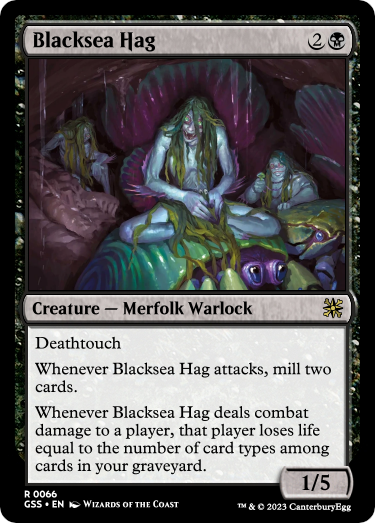 Blacksea Hag 2
Creature — Merfolk Warlock
Deathtouch
Whenever Blacksea Hag attacks, mill two
cards.
Whenever Blacksea Hag deals combat
damage to a player, that player loses life
equal to the number of card types among
cards in your graveyard.
1/5
R 0066
GSS • EN Wizards of the Coast
™ & © 2023 CanterburyEgg